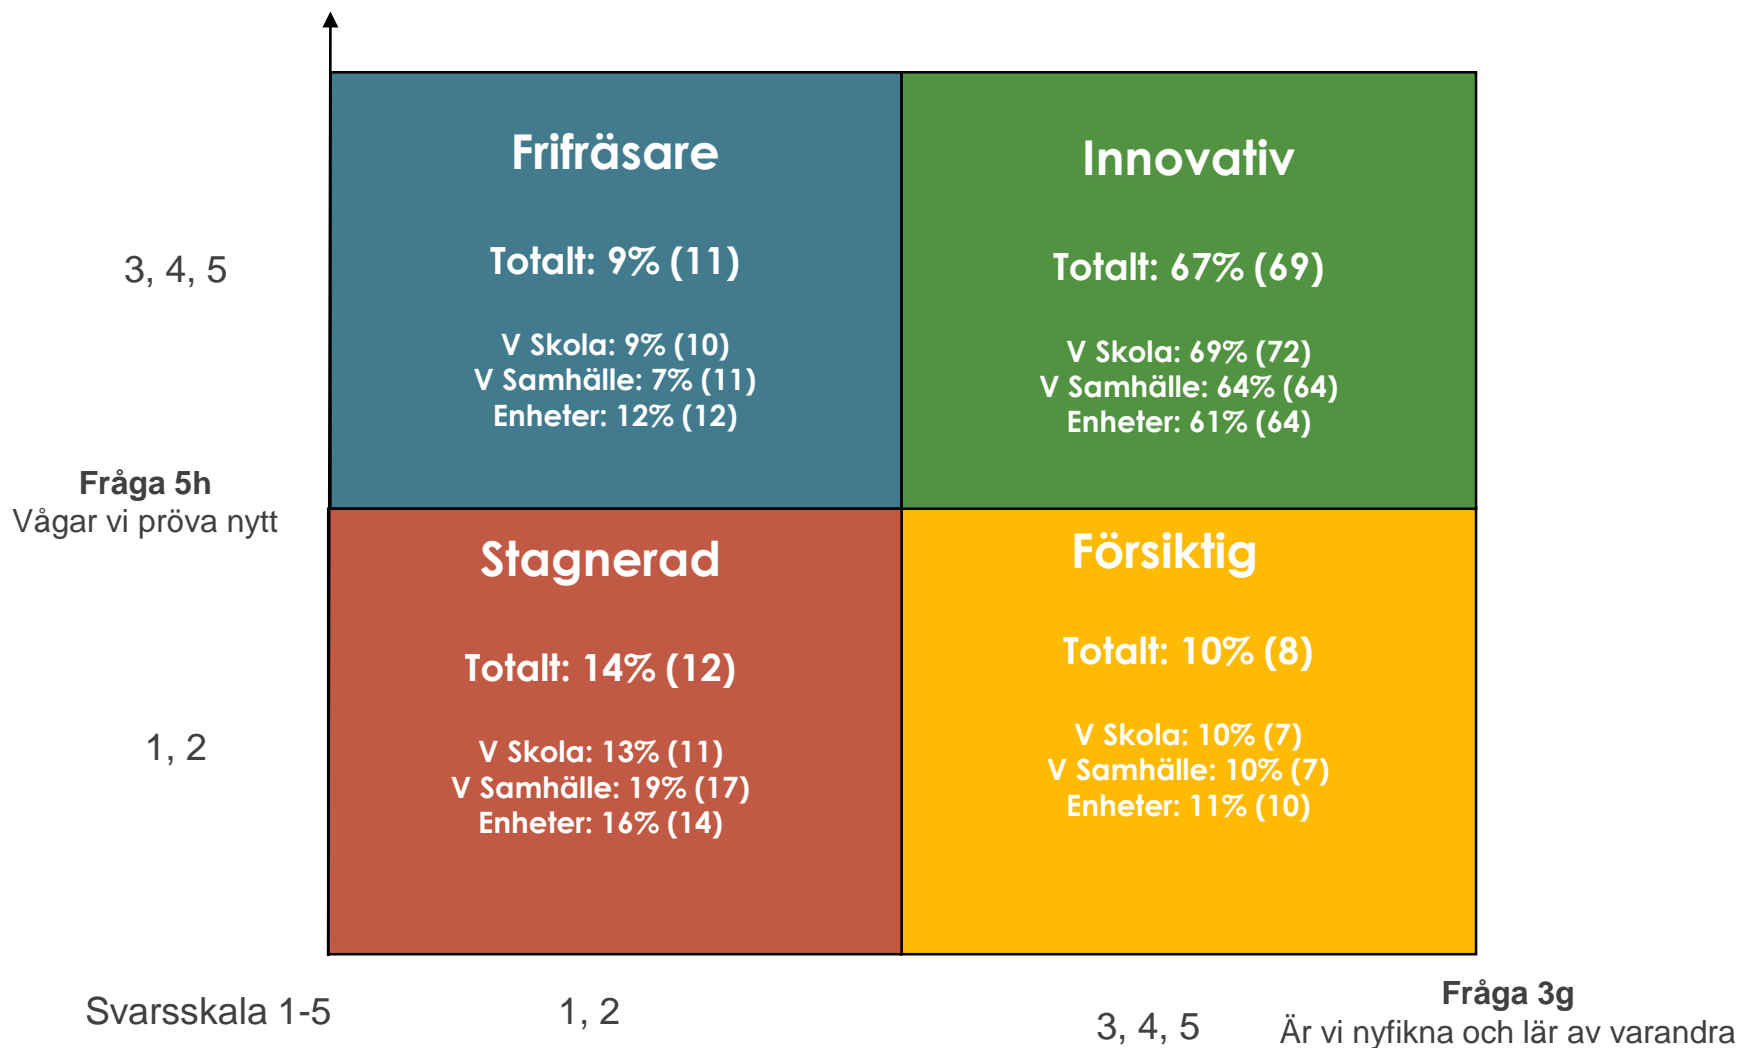 Frifräsare
Totalt: 9% (11)
V Skola: 9% (10)
V Samhälle: 7% (11)
Enheter: 12% (12)
Innovativ
Totalt: 67% (69)
V Skola: 69% (72)
V Samhälle: 64% (64)
Enheter: 61% (64)
3, 4, 5
Fråga 5h
Vågar vi pröva nytt
Stagnerad
Totalt: 14% (12)
V Skola: 13% (11)
V Samhälle: 19% (17)
Enheter: 16% (14)
Försiktig
Totalt: 10% (8)
V Skola: 10% (7)
V Samhälle: 10% (7)
Enheter: 11% (10)
1, 2
Svarsskala 1-5
1, 2
3, 4, 5
Fråga 3g
Är vi nyfikna och lär av varandra